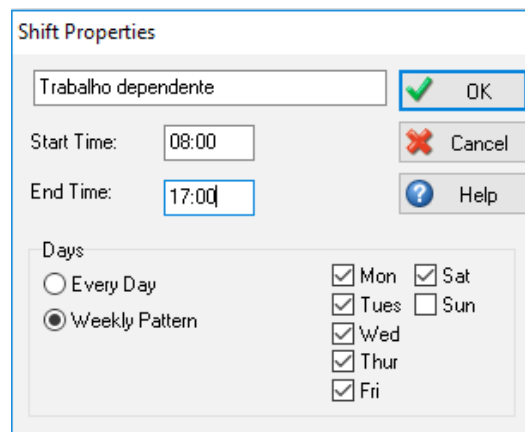 Shift Properties
Trabalho dependente
OK
Start Time: 08:00
Cancel
End Time: 17:00
Help
Days
Every Day
Weekly Pattern
Mon Sat
Tues Sun
Wed
Thur
Fri